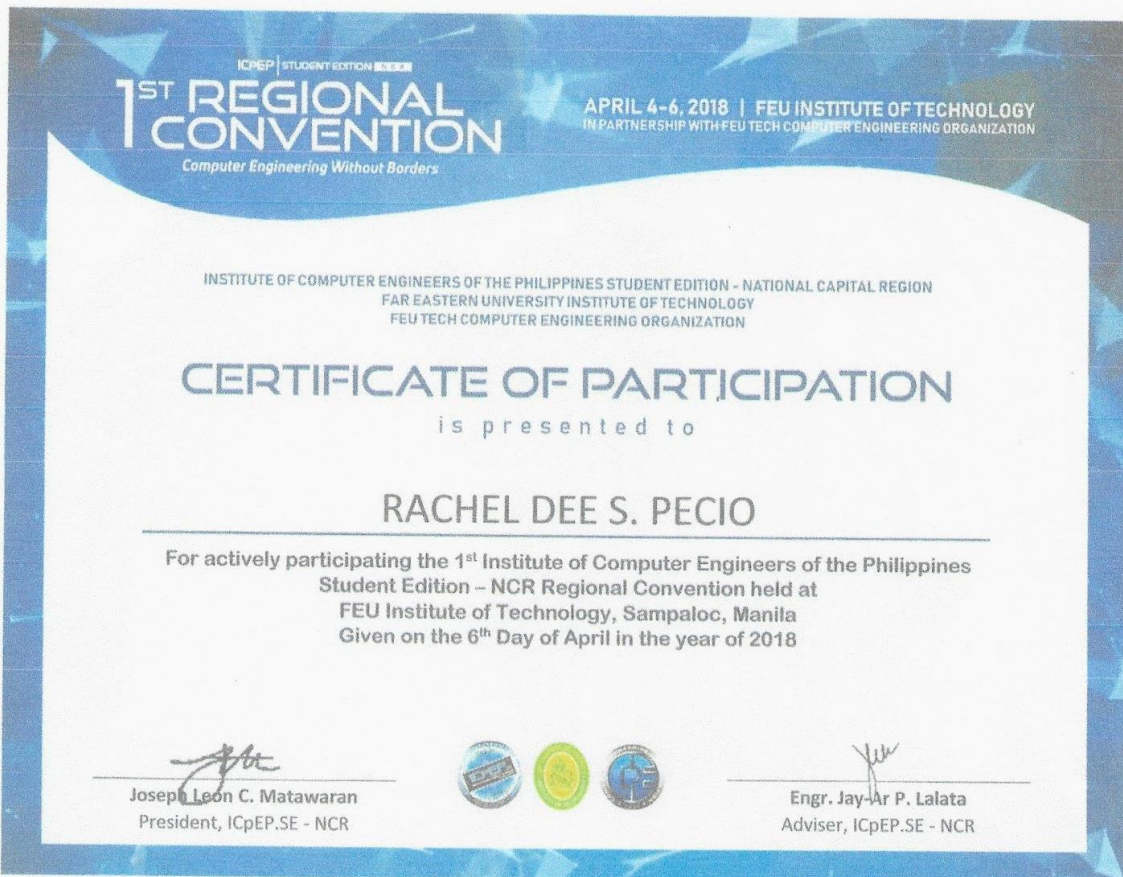 ICpEP | STUDENT EDITION NCR
1ST REGIONAL
CONVENTION
Computer Engineering Without Borders
APRIL 4-6, 2018 | FEU INSTITUTE OF TECHNOLOGY
IN PARTNERSHIP WITH FEU TECH COMPUTER ENGINEERING ORGANIZATION
INSTITUTE OF COMPUTER ENGINEERS OF THE PHILIPPINES STUDENT EDITION - NATIONAL CAPITAL REGION
FAR EASTERN UNIVERSITY INSTITUTE OF TECHNOLOGY
FEU TECH COMPUTER ENGINEERING ORGANIZATION
CERTIFICATE OF PARTICIPATION
is presented to
RACHEL DEE S. PECIO
For actively participating the 1st Institute of Computer Engineers of the Philippines
Student Edition – NCR Regional Convention held at
FEU Institute of Technology, Sampaloc, Manila
Given on the 6th Day of April in the year of 2018
Joseph Leon C. Matawaran
President, ICpEP.SE - NCR
Engr. Jay-Ar P. Lalata
Adviser, ICpEP.SE - NCR